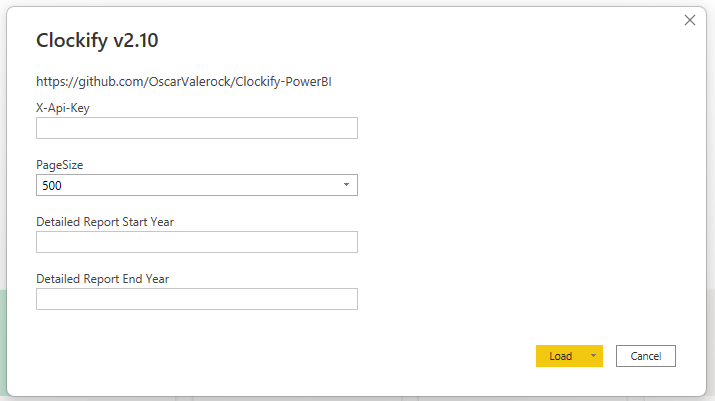 Clockify v2.10
https://github.com/OscarValerock/Clockify-PowerBI
X-Api-Key
PageSize
500
Detailed Report Start Year
Detailed Report End Year
Load
Cancel